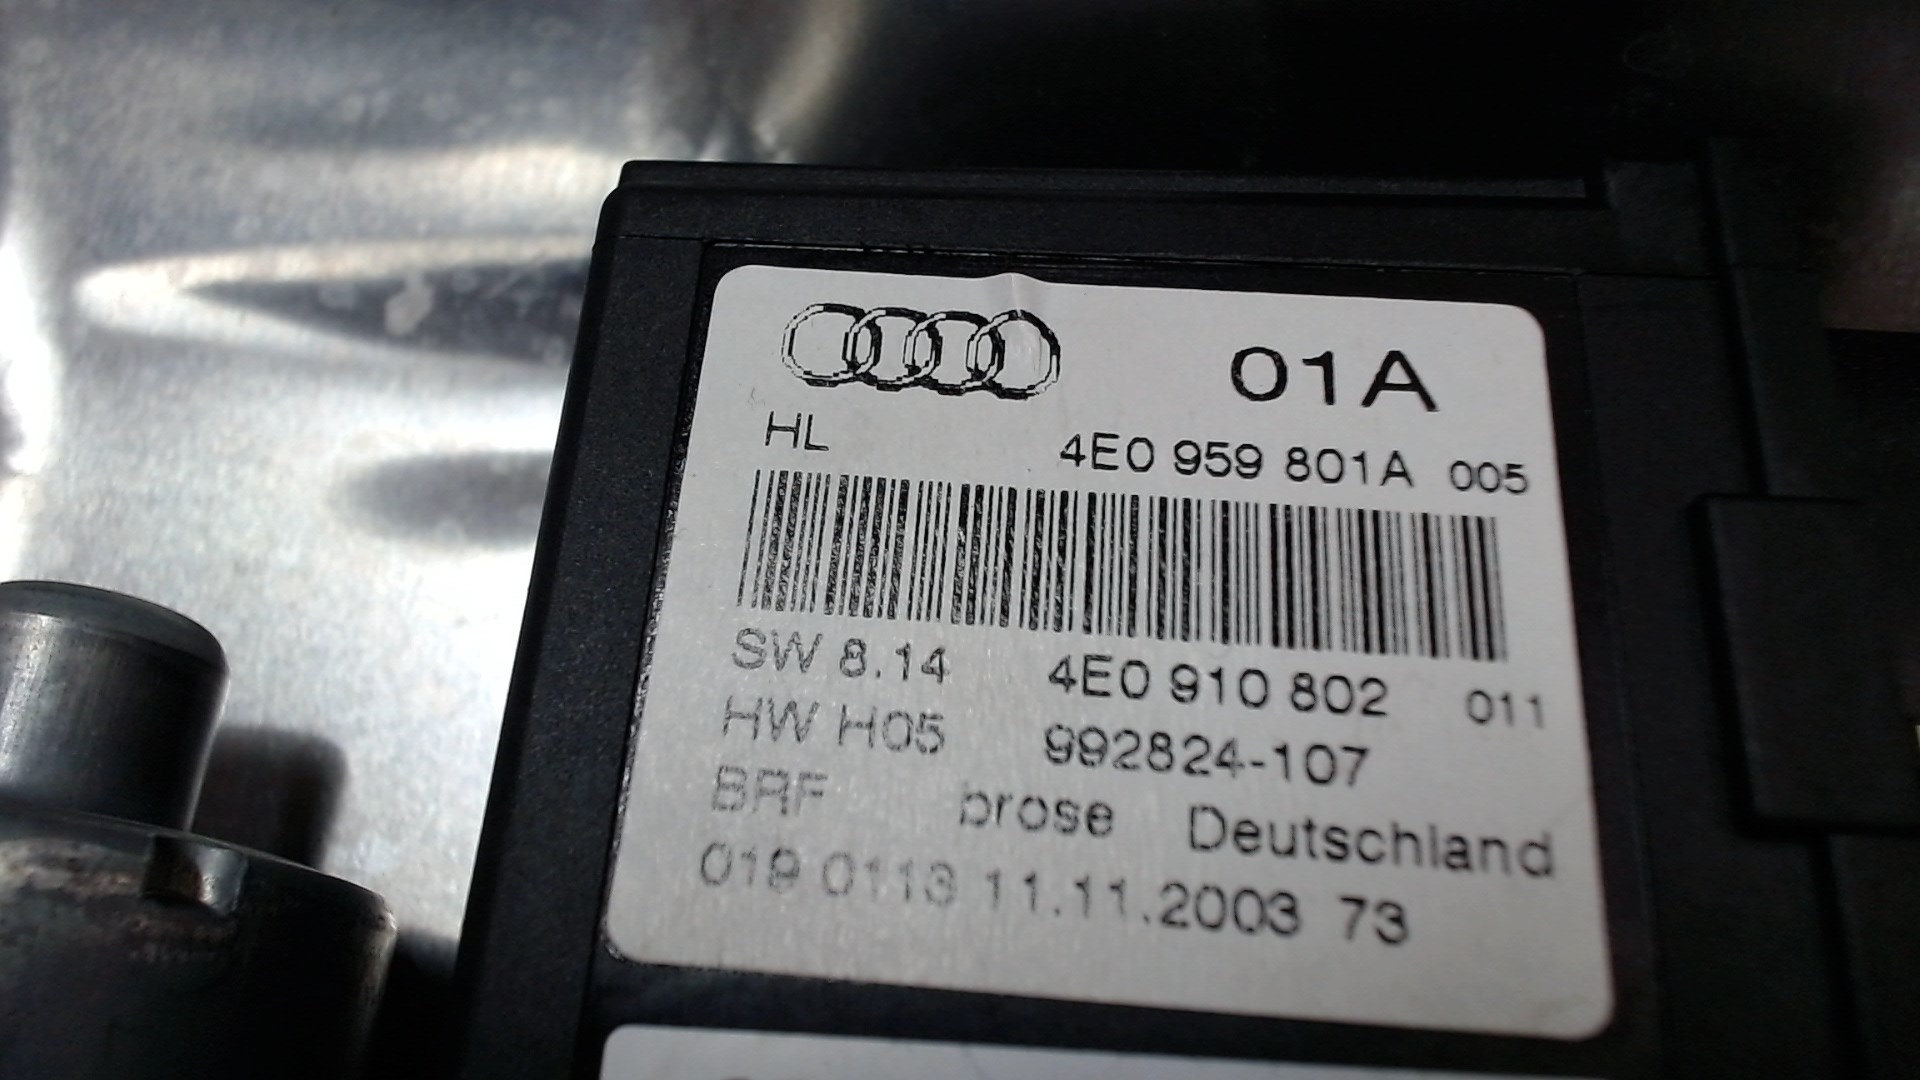 01A
HL 4E0 959 801A 005
SW 8.14 4E0 910 802 011
HW H05 992824-107
BRF brose Deutschland
019 0113 11.11.2003 73